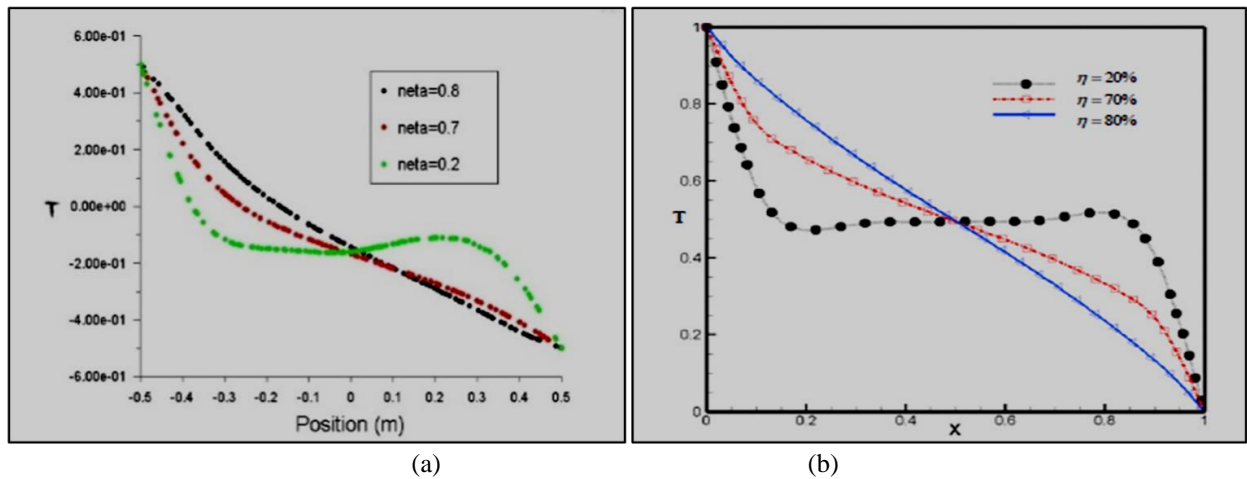 6.00e-01
4.00e-01
2.00e-01
0.00e+00
-2.00e-01
-4.00e-01
-6.00e-01
T
neta=0.8
neta=0.7
neta=0.2
-0.5 -0.4 -0.3 -0.2 -0.1 0 0.1 0.2 0.3 0.4 0.5
Position (m)
(a)
1
0.8
0.6
T
0.4
0.2
0
η = 20%
η = 70%
η = 80%
0 0.2 0.4 0.6 0.8 1
X
(b)